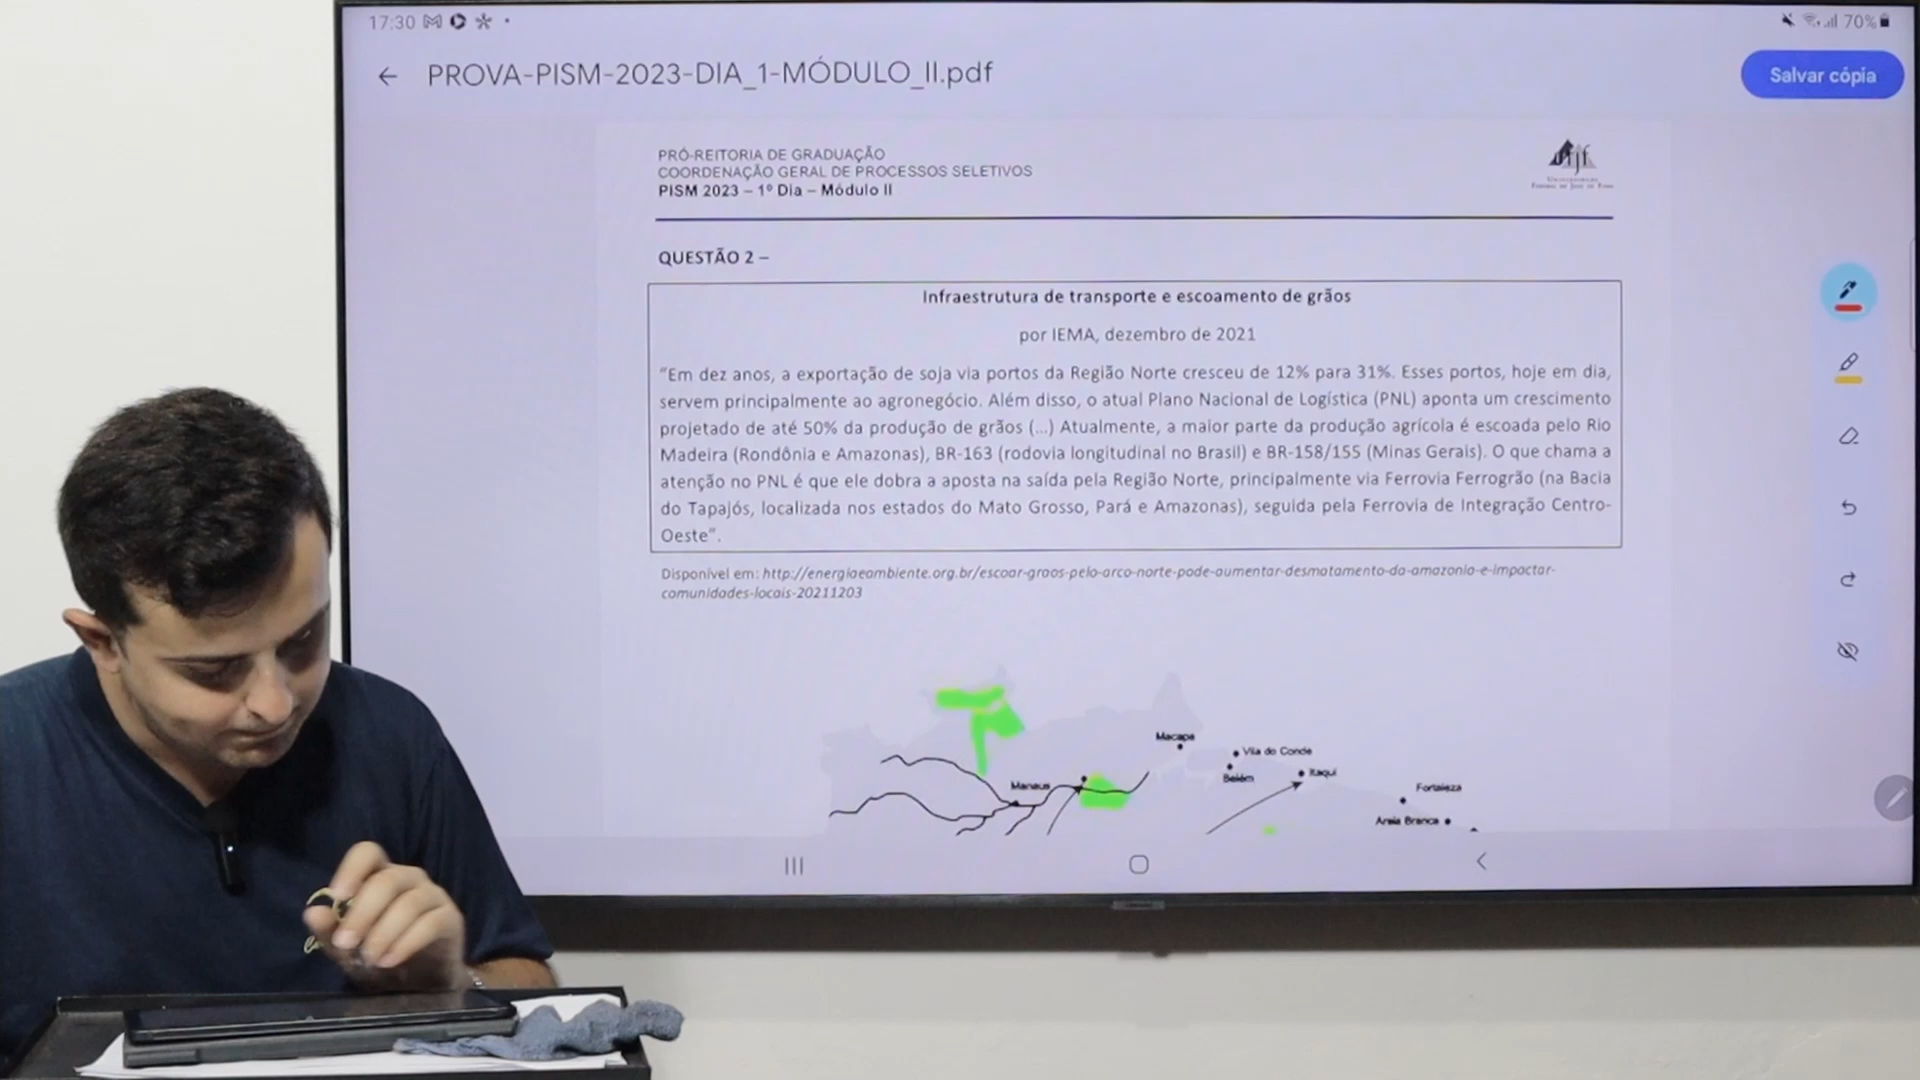 17:30
70%
PROVA-PISM-2023-DIA_1-MÓDULO_II.pdf
Salvar cópia
PRÓ-REITORIA DE GRADUAÇÃO
COORDENAÇÃO GERAL DE PROCESSOS SELETIVOS
PISM 2023 – 1º Dia – Módulo II
ufjf
QUESTÃO 2 –
Infraestrutura de transporte e escoamento de grãos
por IEMA, dezembro de 2021
"Em dez anos, a exportação de soja via portos da Região Norte cresceu de 12% para 31%. Esses portos, hoje em dia,
servem principalmente ao agronegócio. Além disso, o atual Plano Nacional de Logística (PNL) aponta um crescimento
projetado de até 50% da produção de grãos (...) Atualmente, a maior parte da produção agrícola é escoada pelo Rio
Madeira (Rondônia e Amazonas), BR-163 (rodovia longitudinal no Brasil) e BR-158/155 (Minas Gerais). O que chama a
atenção no PNL é que ele dobra a aposta na saída pela Região Norte, principalmente via Ferrovia Ferrogrão (na Bacia
do Tapajós, localizada nos estados do Mato Grosso, Pará e Amazonas), seguida pela Ferrovia de Integração Centro-
Oeste".
Disponível em: http://energiaeambiente.org.br/escoar-graos-pelo-arco-norte-pode-aumentar-desmatamento-da-amazonia-e-impactar-
comunidades-locais-20211203
Macapa
Vila do Conde
Belém
Itaqui
Manaus
Fortaleza
Areia Branca